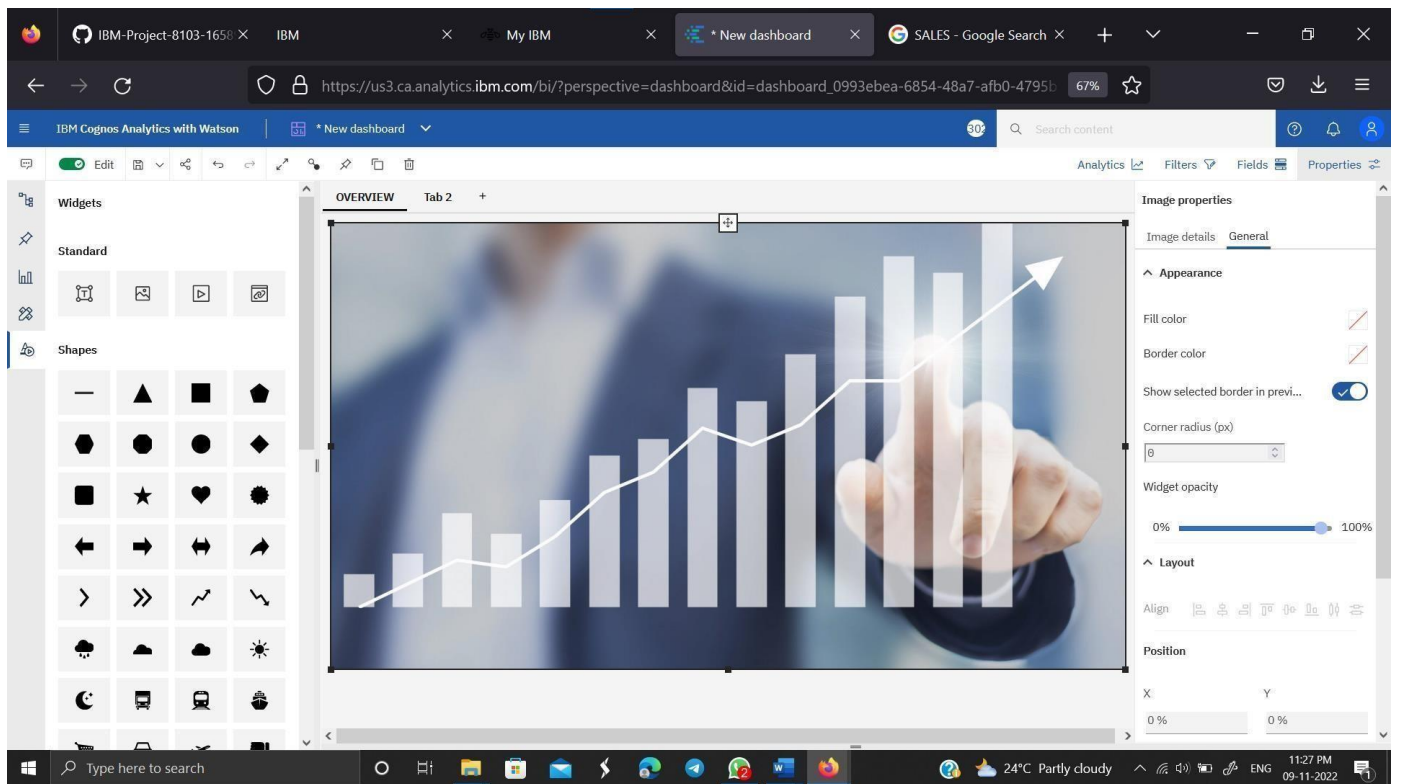 IBM-Project-8103-1658
IBM
My IBM
* New dashboard
SALES - Google Search
https://us3.ca.analytics.ibm.com/bi/?perspective=dashboard&id=dashboard_0993ebea-6854-48a7-afb0-4795b
67%
IBM Cognos Analytics with Watson
* New dashboard
302
Search content
Edit
Analytics
Filters
Fields
Properties
Widgets
OVERVIEW
Tab 2
+
Image properties
Standard
Image details
General
Appearance
Fill color
Shapes
Border color
Show selected border in previ...
Corner radius (px)
0
Widget opacity
0%
100%
Layout
Align
Position
X
Y
0 %
0 %
Type here to search
24°C Partly cloudy
ENG
11:27 PM
09-11-2022